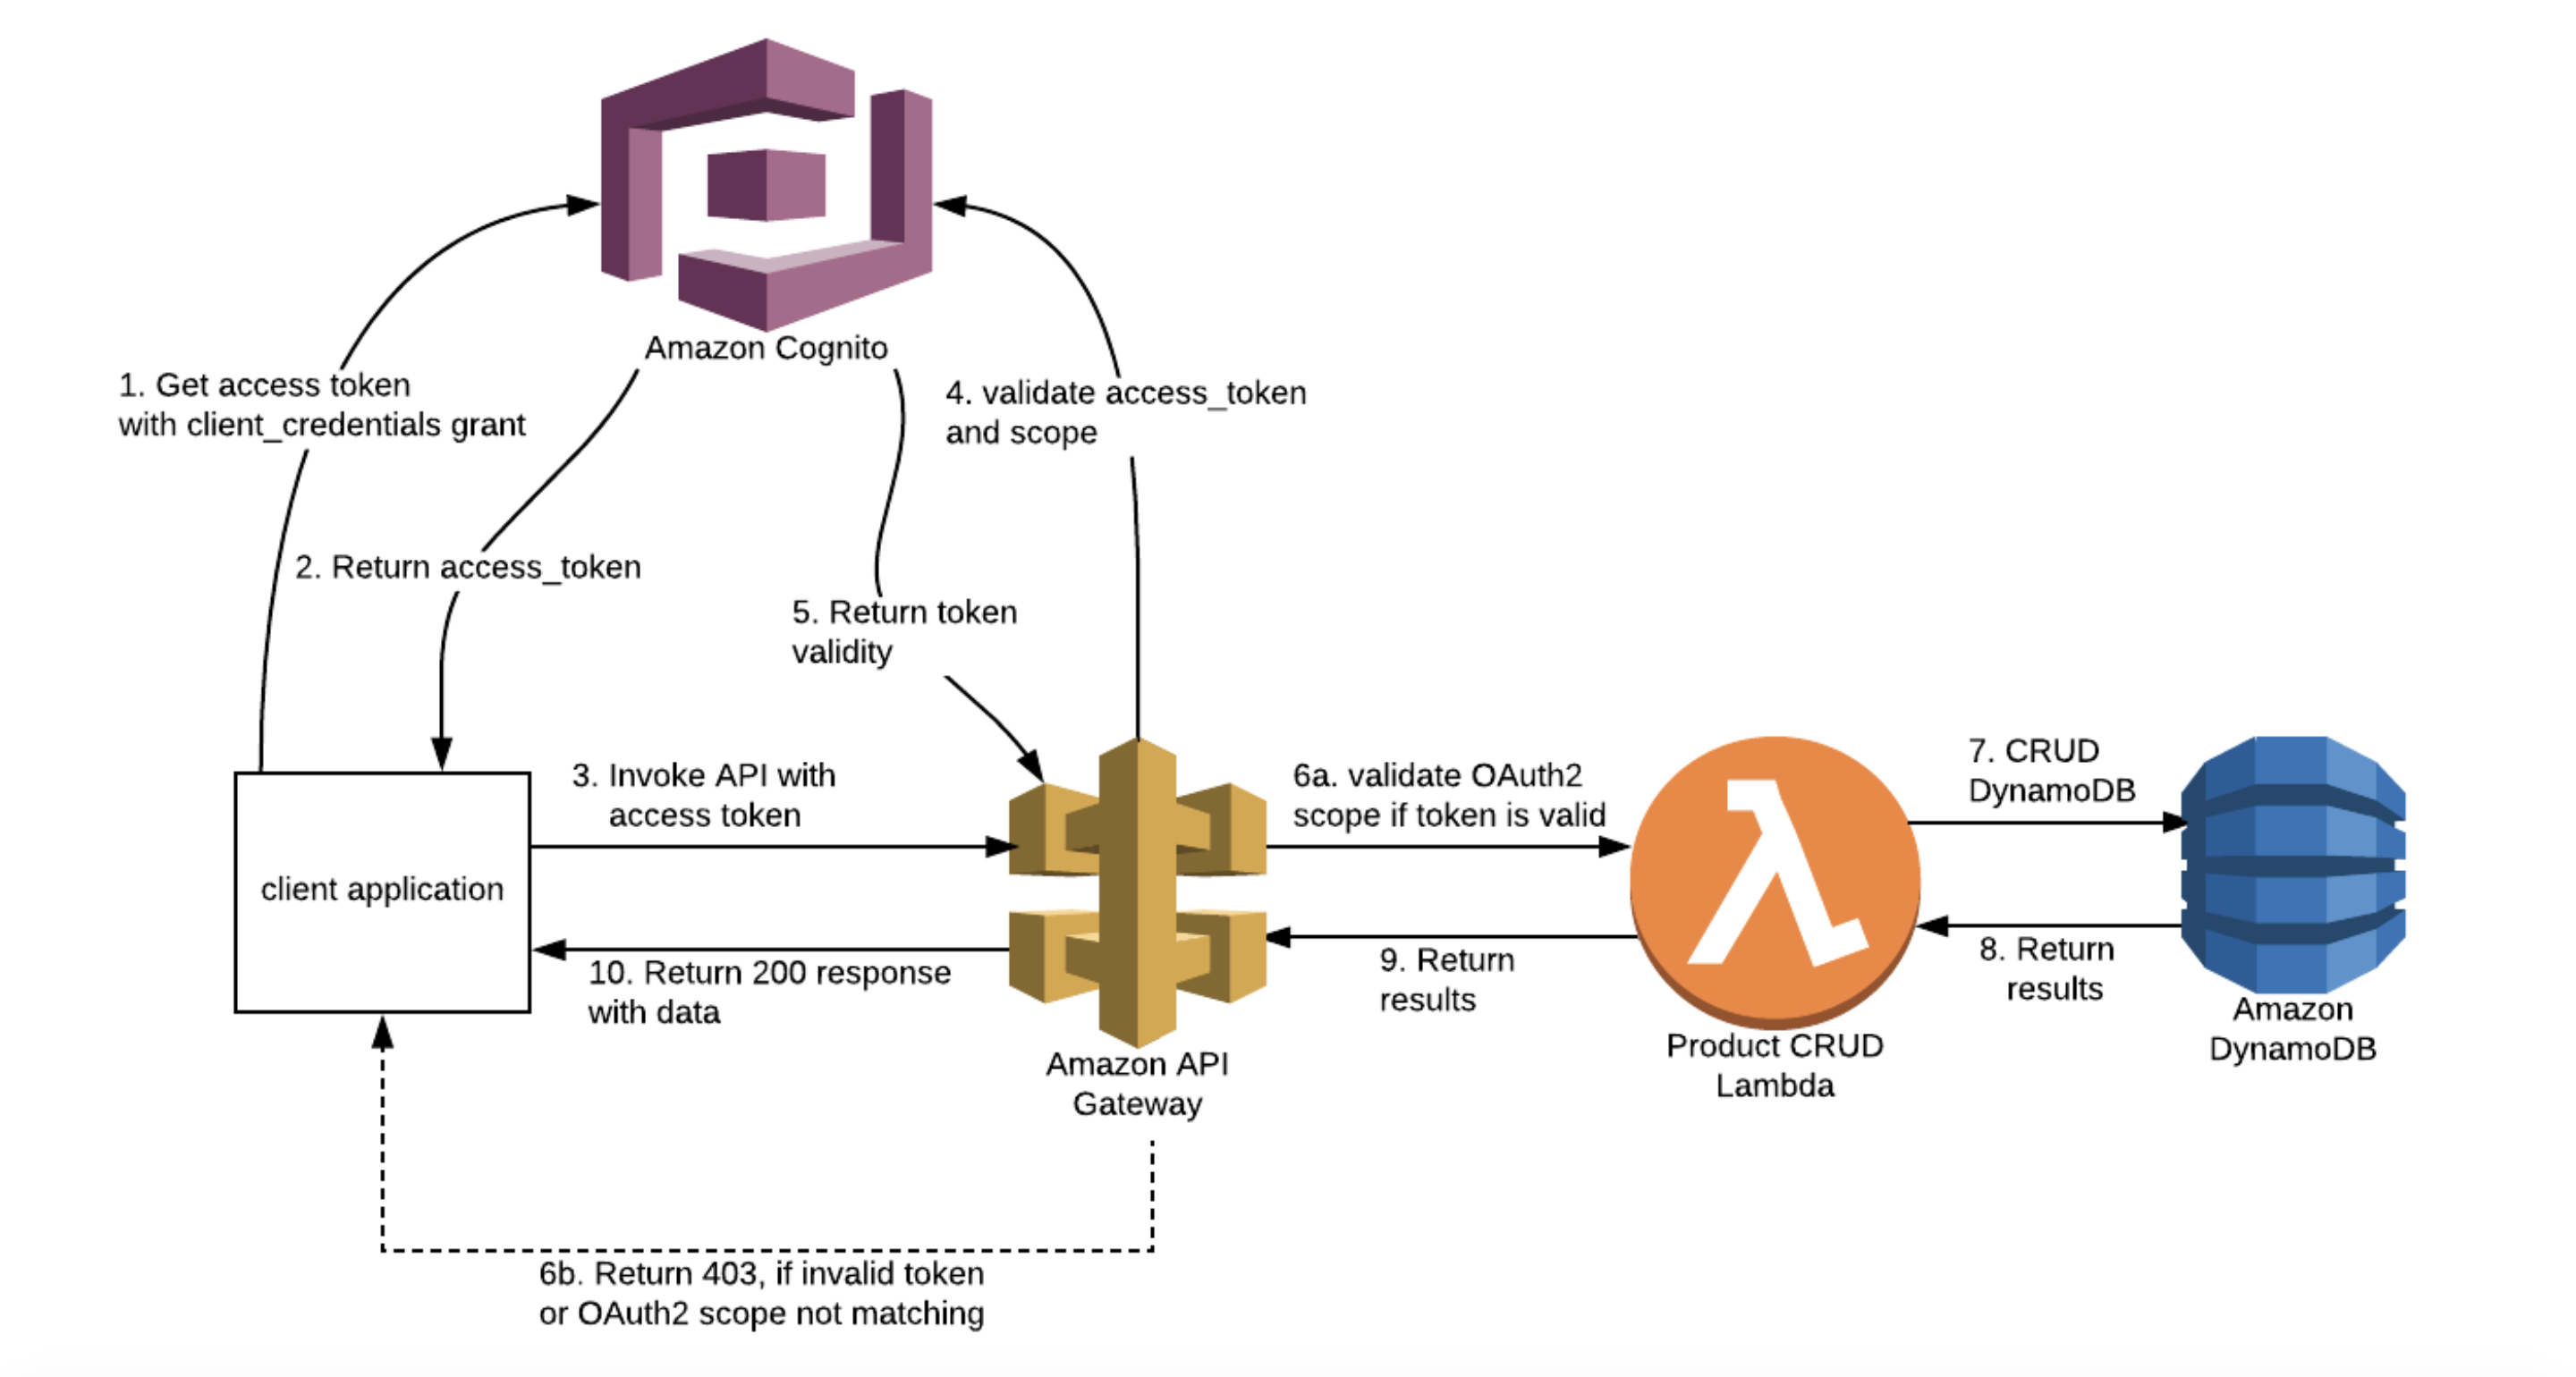 Amazon Cognito
1. Get access token
with client_credentials grant
4. validate access_token
and scope
2. Return access_token
5. Return token
validity
3. Invoke API with
access token
6a. validate OAuth2
scope if token is valid
7. CRUD
DynamoDB
client application
10. Return 200 response
with data
9. Return
results
8. Return
results
Amazon API
Gateway
Product CRUD
Lambda
Amazon
DynamoDB
6b. Return 403, if invalid token
or OAuth2 scope not matching